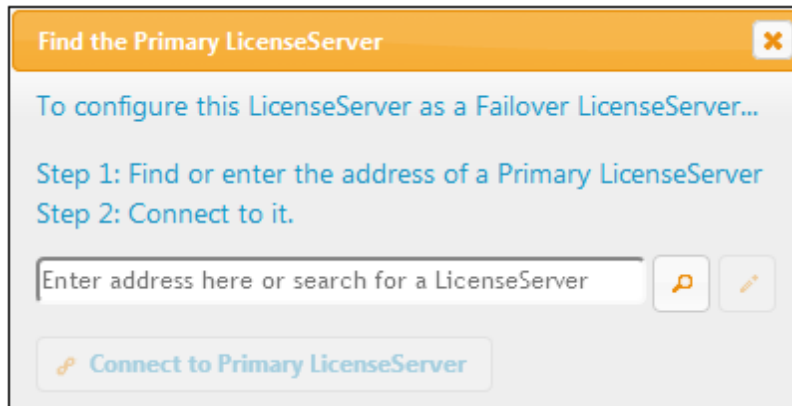 Find the Primary LicenseServer
To configure this LicenseServer as a Failover LicenseServer...
Step 1: Find or enter the address of a Primary LicenseServer
Step 2: Connect to it.
Enter address here or search for a LicenseServer
Connect to Primary LicenseServer